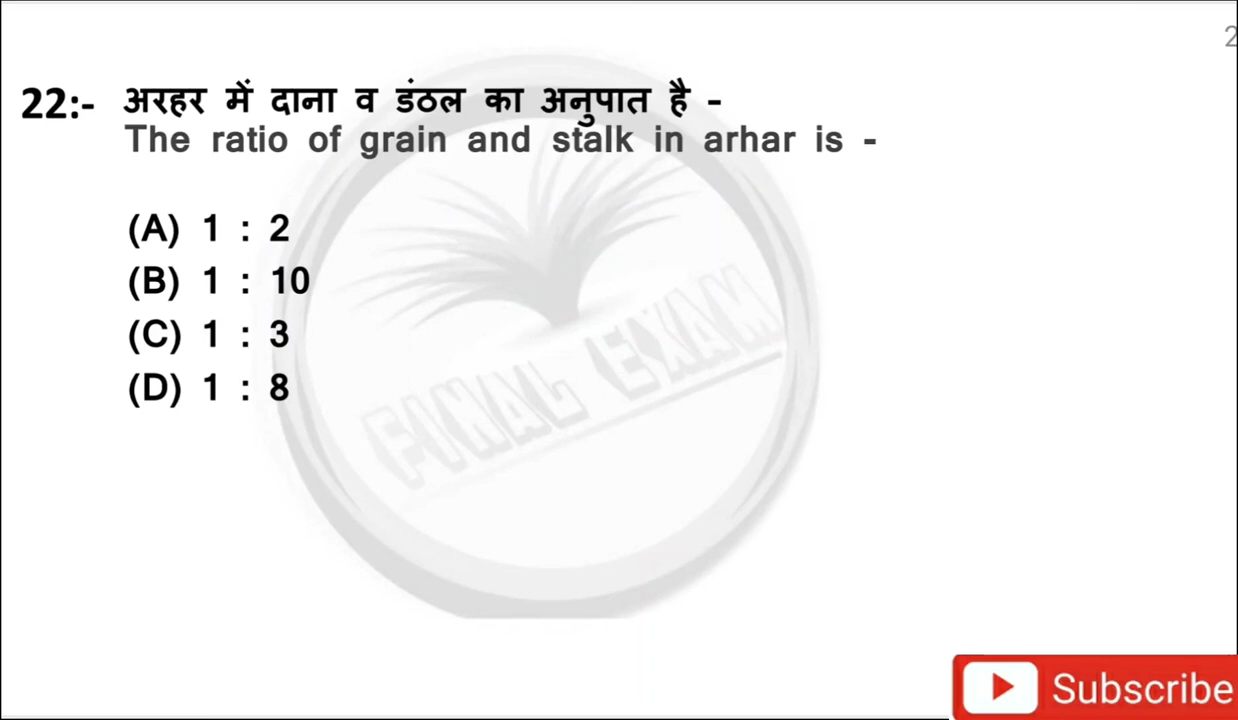 2
22:- अरहर में दाना व डंठल का अनुपात है -
The ratio of grain and stalk in arhar is -
(A) 1 : 2
(B) 1 : 10
(C) 1 : 3
(D) 1 : 8
FINAL EXAM
Subscribe